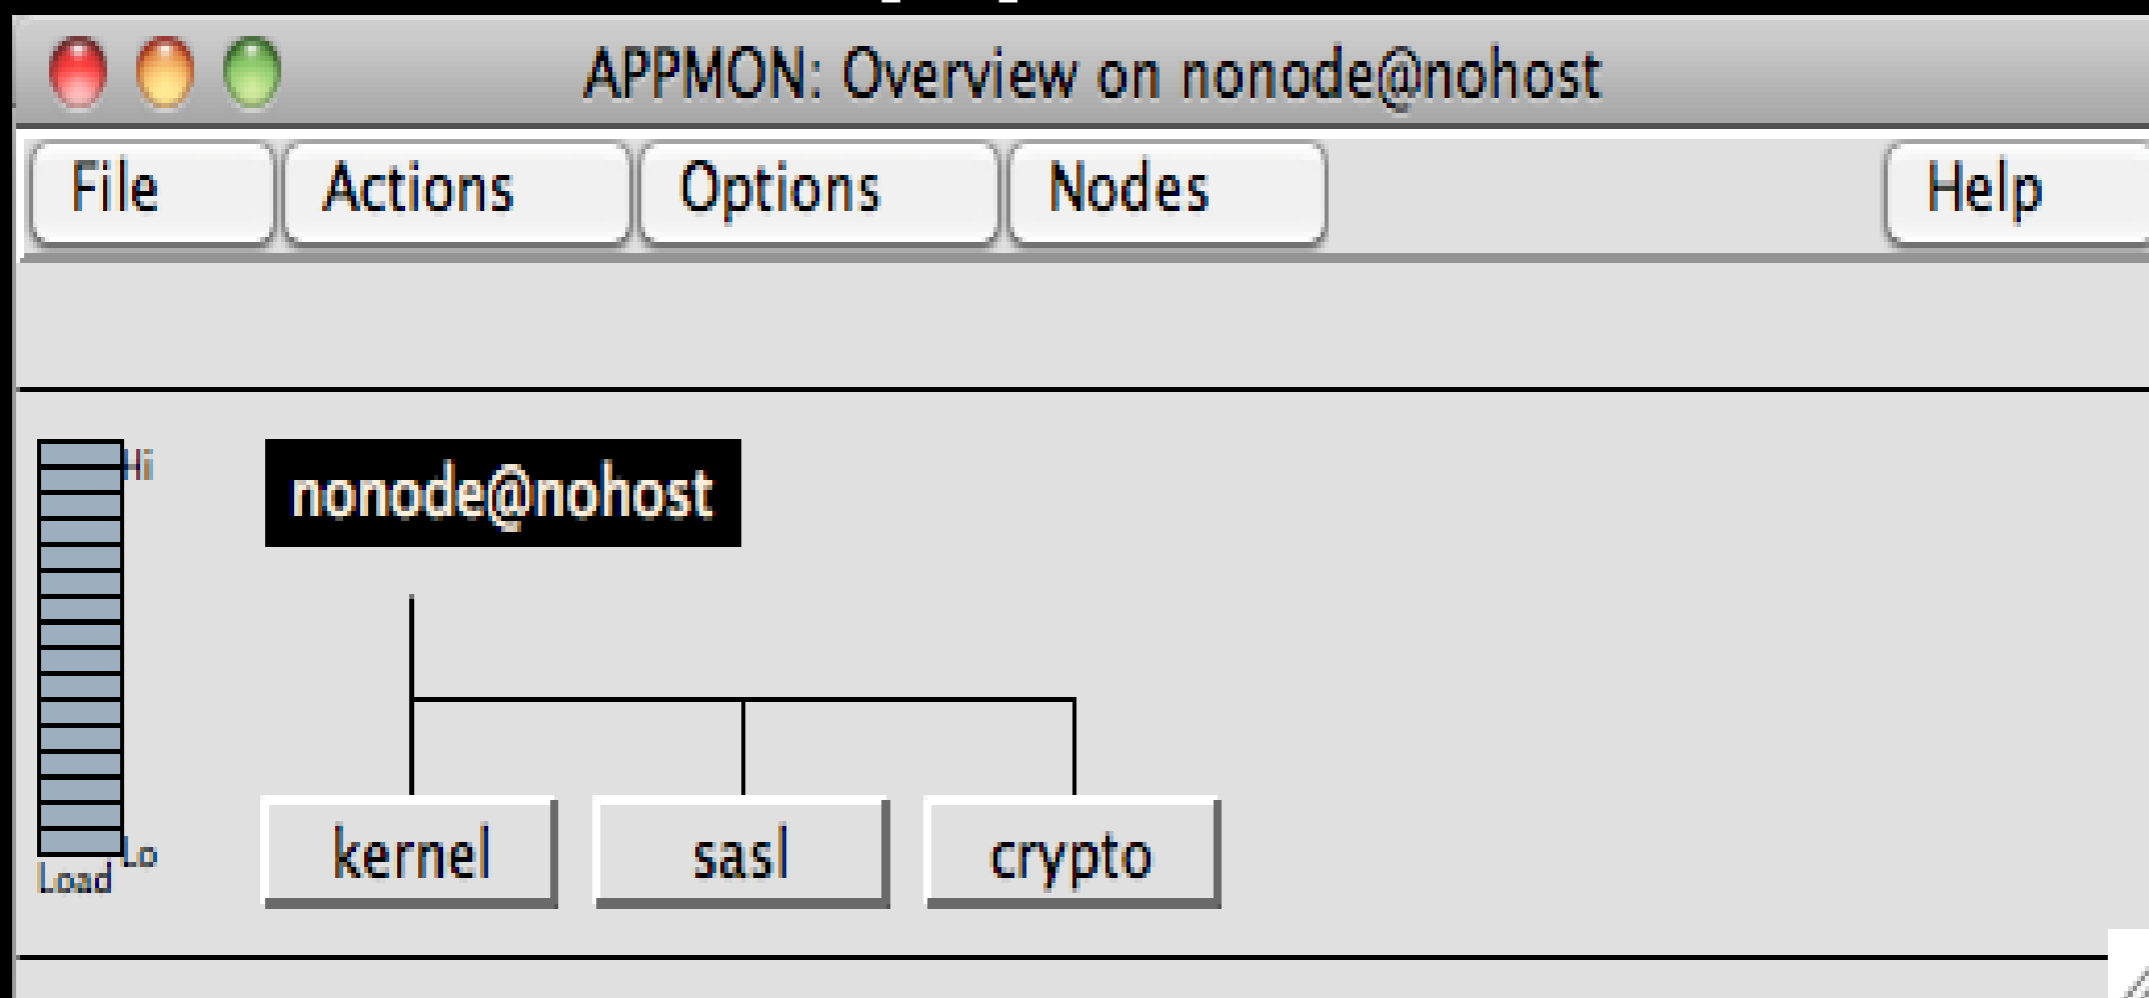 APPMON: Overview on nonode@nohost
File Actions Options Nodes Help
Hi
nonode@nohost
Lo
Load
kernel sasl crypto